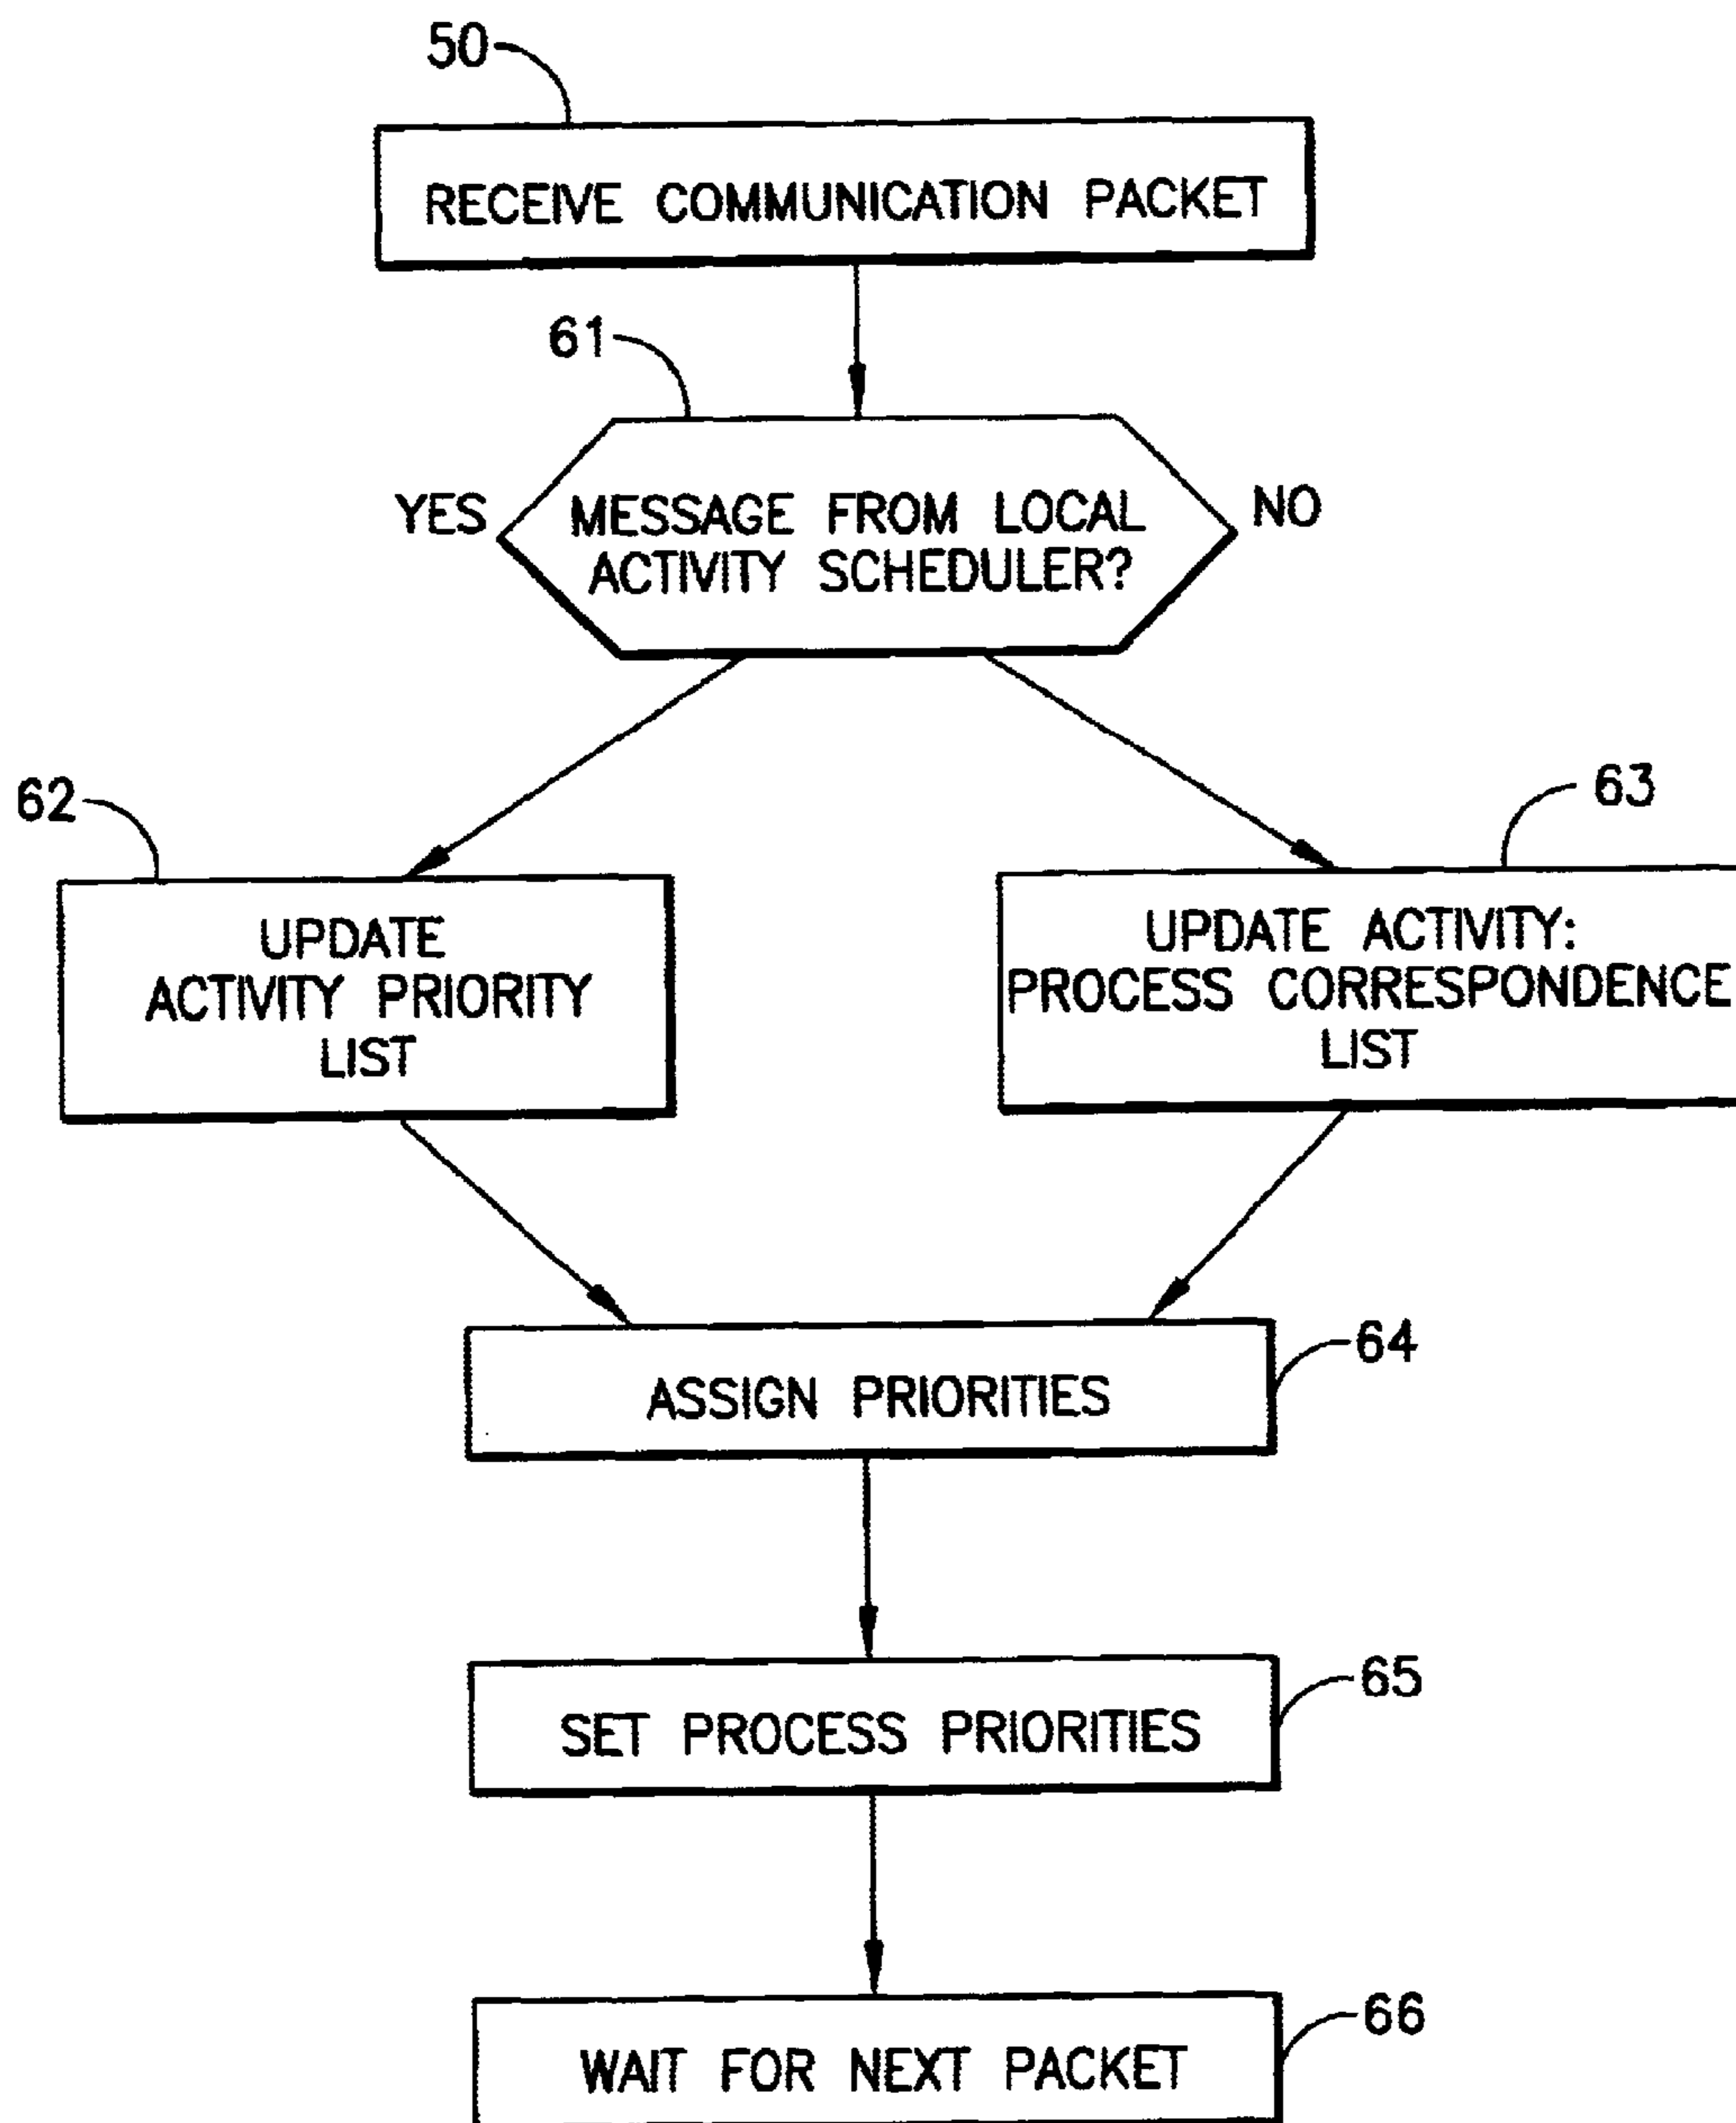 50
RECEIVE COMMUNICATION PACKET
61
YES
MESSAGE FROM LOCAL
ACTIVITY SCHEDULER?
NO
62
63
UPDATE
ACTIVITY PRIORITY
LIST
UPDATE ACTIVITY:
PROCESS CORRESPONDENCE
LIST
64
ASSIGN PRIORITIES
65
SET PROCESS PRIORITIES
66
WAIT FOR NEXT PACKET